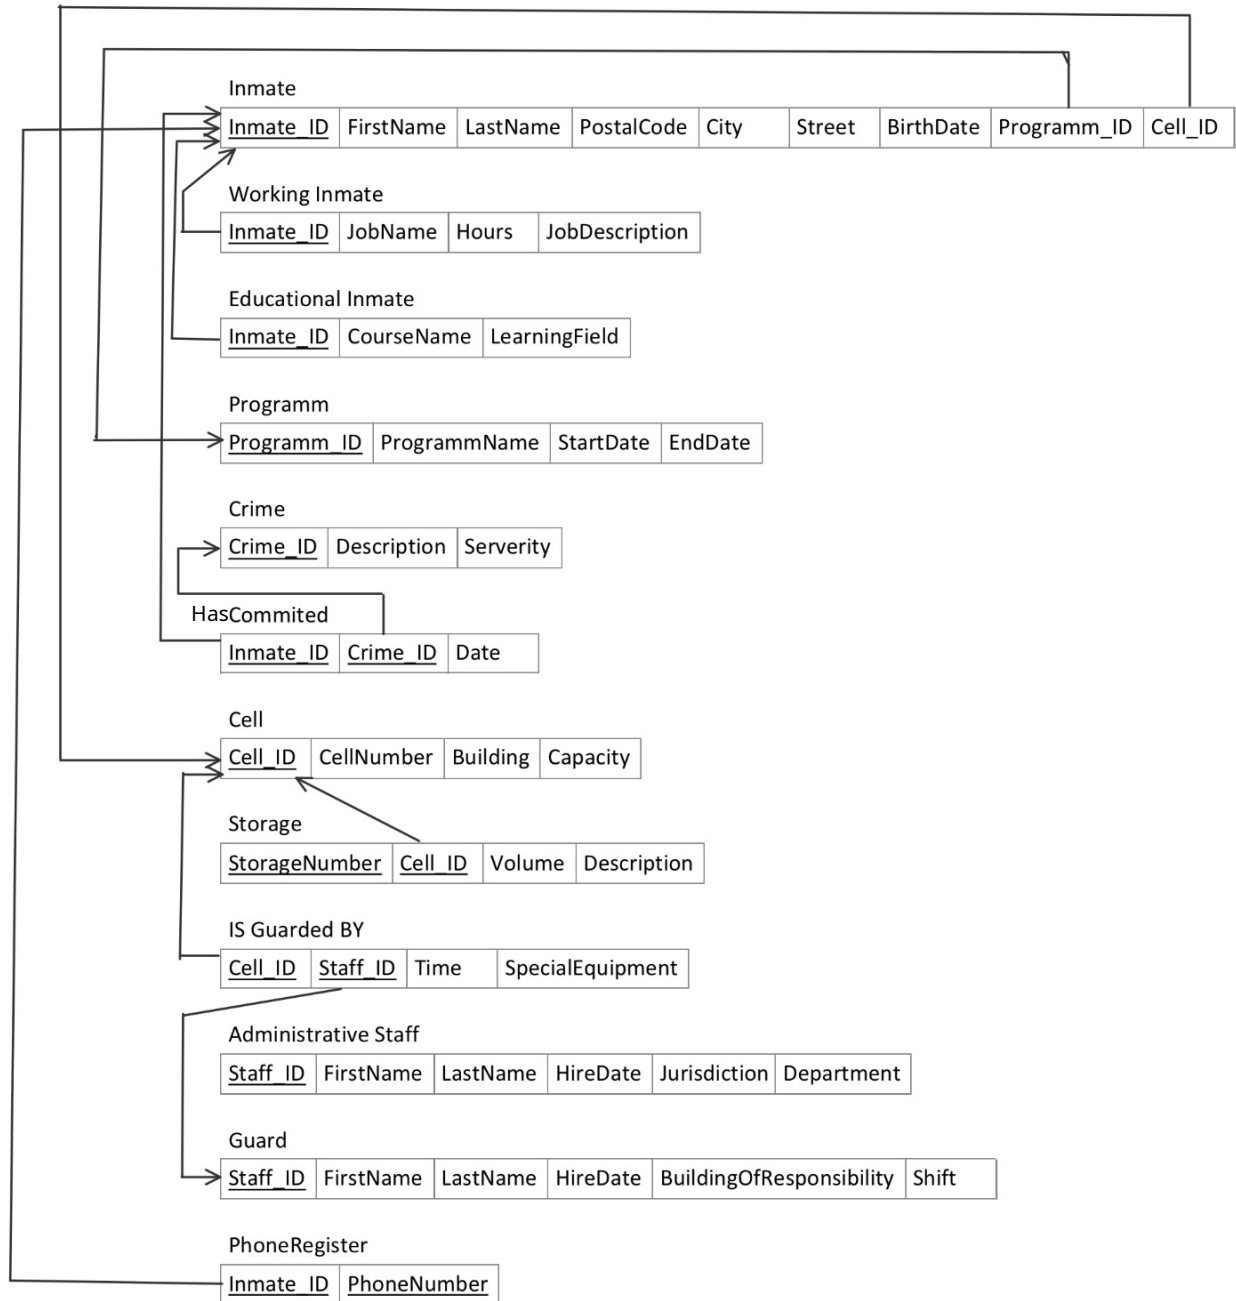 Inmate
Inmate_ID FirstName LastName PostalCode City Street BirthDate Programm_ID Cell_ID
Working Inmate
Inmate_ID JobName Hours JobDescription
Educational Inmate
Inmate_ID CourseName LearningField
Programm
Programm_ID ProgrammName StartDate EndDate
Crime
Crime_ID Description Serverity
HasCommited
Inmate_ID Crime_ID Date
Cell
Cell_ID CellNumber Building Capacity
Storage
StorageNumber Cell_ID Volume Description
IS Guarded BY
Cell_ID Staff_ID Time SpecialEquipment
Administrative Staff
Staff_ID FirstName LastName HireDate Jurisdiction Department
Guard
Staff_ID FirstName LastName HireDate BuildingOfResponsibility Shift
PhoneRegister
Inmate_ID PhoneNumber